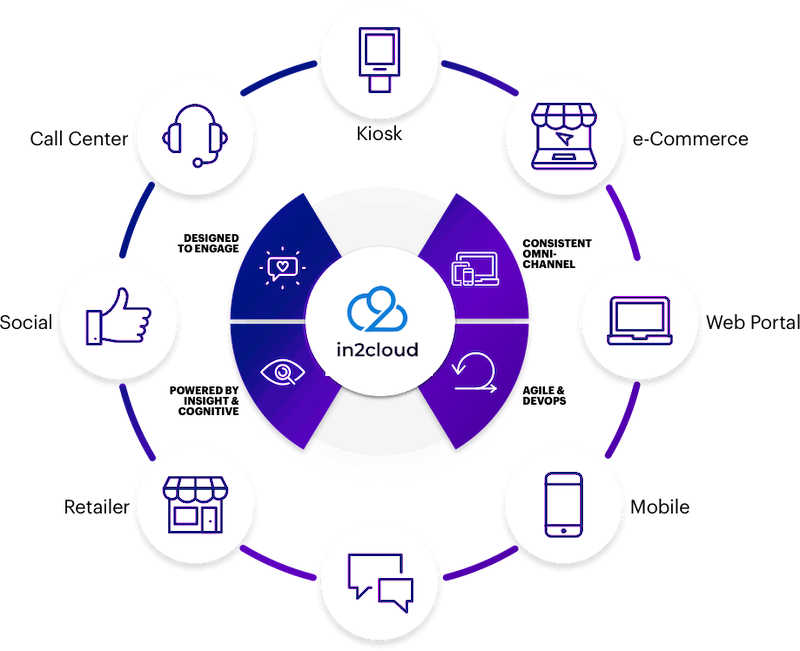 Kiosk
Call Center
e-Commerce
DESIGNED
TO ENGAGE
CONSISTENT
OMNI-
CHANNEL
Social
in2cloud
Web Portal
POWERED BY
INSIGHT &
COGNITIVE
AGILE &
DEVOPS
Retailer
Mobile